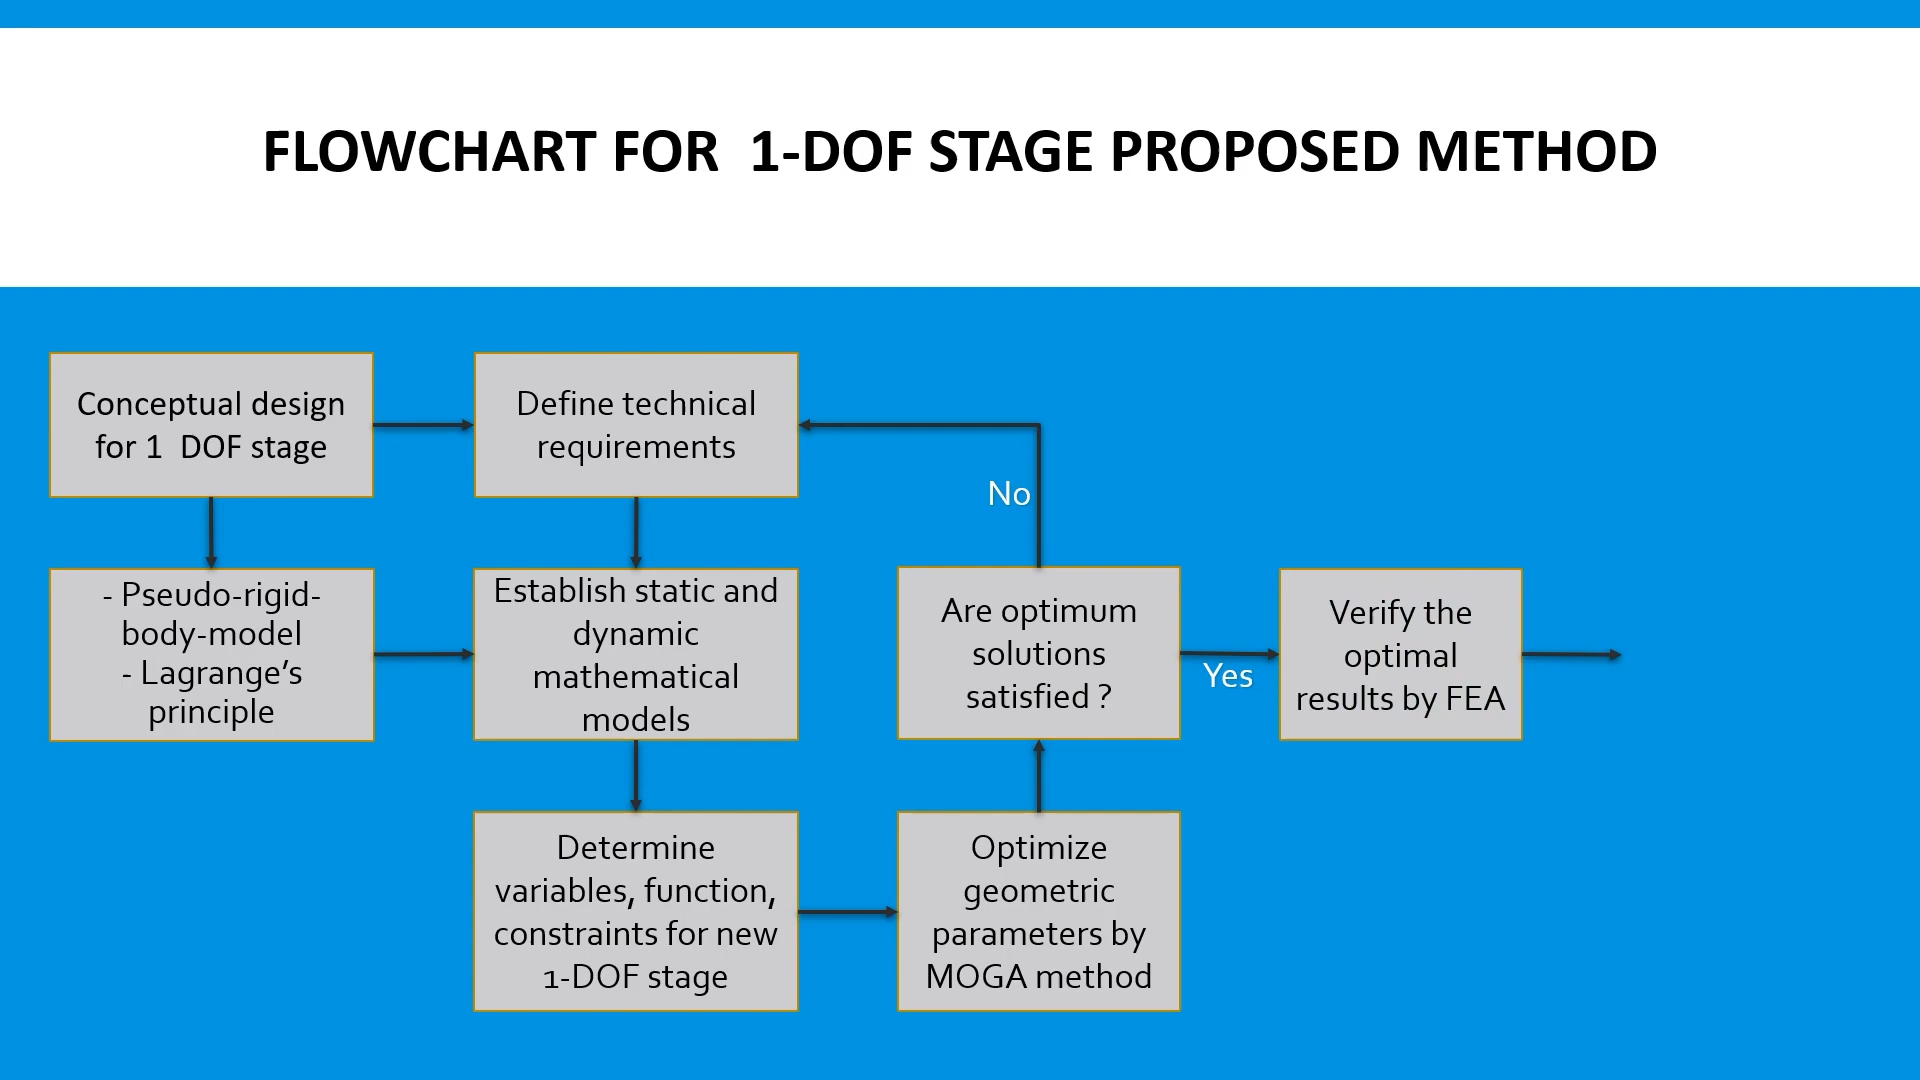 FLOWCHART FOR  1-DOF STAGE PROPOSED METHOD
Conceptual design
for 1  DOF stage
Define technical
requirements
No
- Pseudo-rigid-
body-model
- Lagrange’s
principle
Establish static and
dynamic
mathematical
models
Are optimum
solutions
satisfied ?
Yes
Verify the
optimal
results by FEA
Determine
variables, function,
constraints for new
1-DOF stage
Optimize
geometric
parameters by
MOGA method